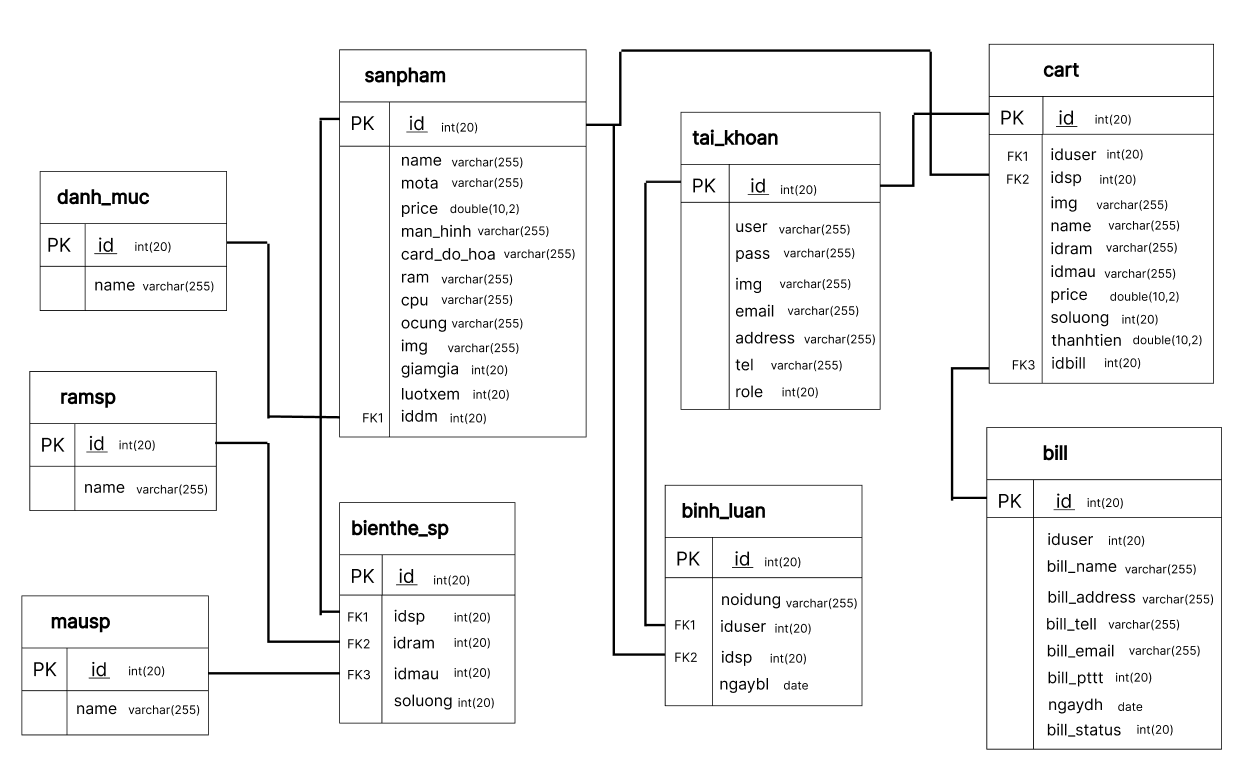 sanpham
PK id int(20)
name varchar(255)
mota varchar(255)
price double(10,2)
man_hinh varchar(255)
card_do_hoa varchar(255)
ram varchar(255)
cpu varchar(255)
ocung varchar(255)
img varchar(255)
giamgia int(20)
luotxem int(20)
FK1 iddm int(20)
cart
PK id int(20)
FK1 iduser int(20)
FK2 idsp int(20)
img varchar(255)
name varchar(255)
idram varchar(255)
idmau varchar(255)
price double(10,2)
soluong int(20)
thanhtien double(10,2)
FK3 idbill int(20)
tai_khoan
PK id int(20)
user varchar(255)
pass varchar(255)
img varchar(255)
email varchar(255)
address varchar(255)
tel varchar(255)
role int(20)
danh_muc
PK id int(20)
name varchar(255)
ramsp
PK id int(20)
name varchar(255)
bill
PK id int(20)
iduser int(20)
bill_name varchar(255)
bill_address varchar(255)
bill_tell varchar(255)
bill_email varchar(255)
bill_pttt int(20)
ngaydh date
bill_status int(20)
bienthe_sp
PK id int(20)
FK1 idsp int(20)
FK2 idram int(20)
FK3 idmau int(20)
soluong int(20)
binh_luan
PK id int(20)
noidung varchar(255)
FK1 iduser int(20)
FK2 idsp int(20)
ngaybl date
mausp
PK id int(20)
name varchar(255)